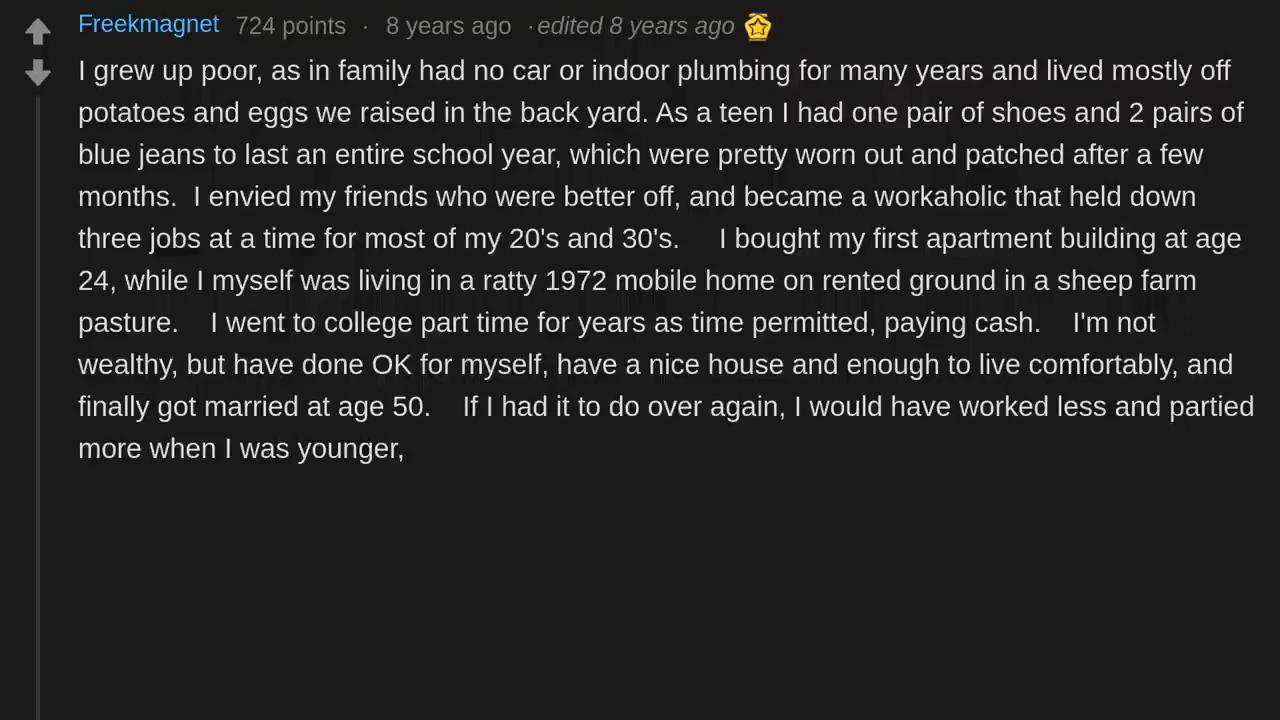 Freekmagnet 724 points · 8 years ago · edited 8 years ago
I grew up poor, as in family had no car or indoor plumbing for many years and lived mostly off
potatoes and eggs we raised in the back yard. As a teen I had one pair of shoes and 2 pairs of
blue jeans to last an entire school year, which were pretty worn out and patched after a few
months.  I envied my friends who were better off, and became a workaholic that held down
three jobs at a time for most of my 20's and 30's.     I bought my first apartment building at age
24, while I myself was living in a ratty 1972 mobile home on rented ground in a sheep farm
pasture.    I went to college part time for years as time permitted, paying cash.    I'm not
wealthy, but have done OK for myself, have a nice house and enough to live comfortably, and
finally got married at age 50.    If I had it to do over again, I would have worked less and partied
more when I was younger,